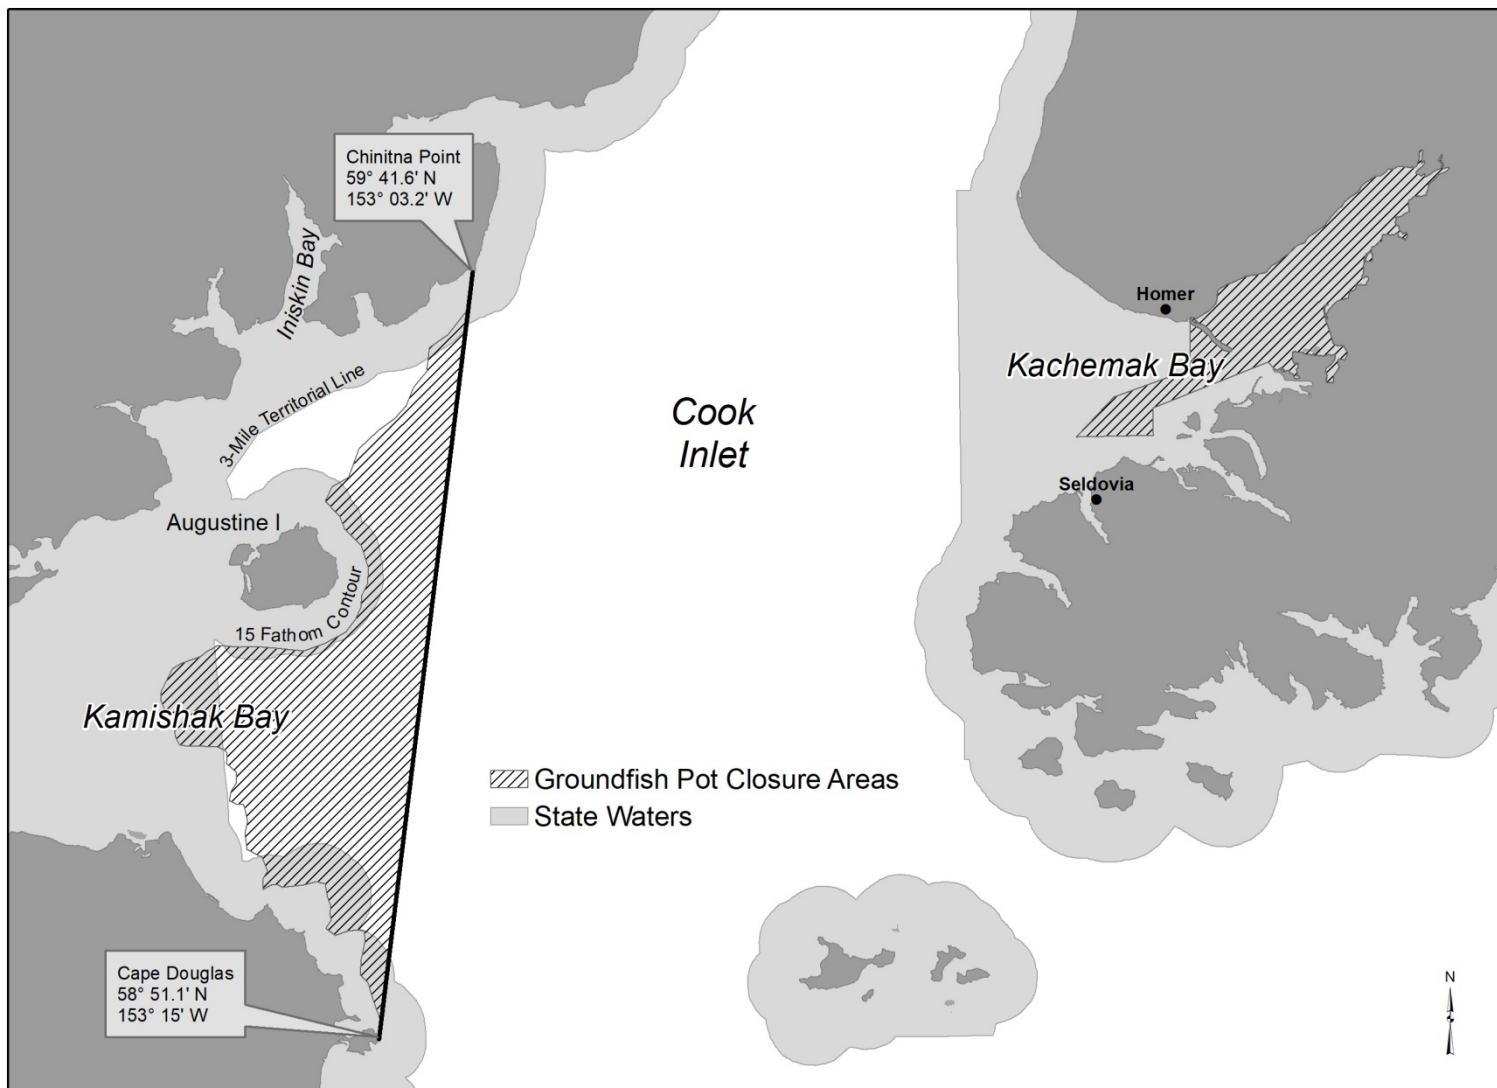 Chinitna Point
59° 41.6' N
153° 03.2' W
Iniskin Bay
3-Mile Territorial Line
Homer
Kachemak Bay
Cook
Inlet
Seldovia
Augustine I
15 Fathom Contour
Kamishak Bay
Groundfish Pot Closure Areas
State Waters
Cape Douglas
58° 51.1' N
153° 15' W
N